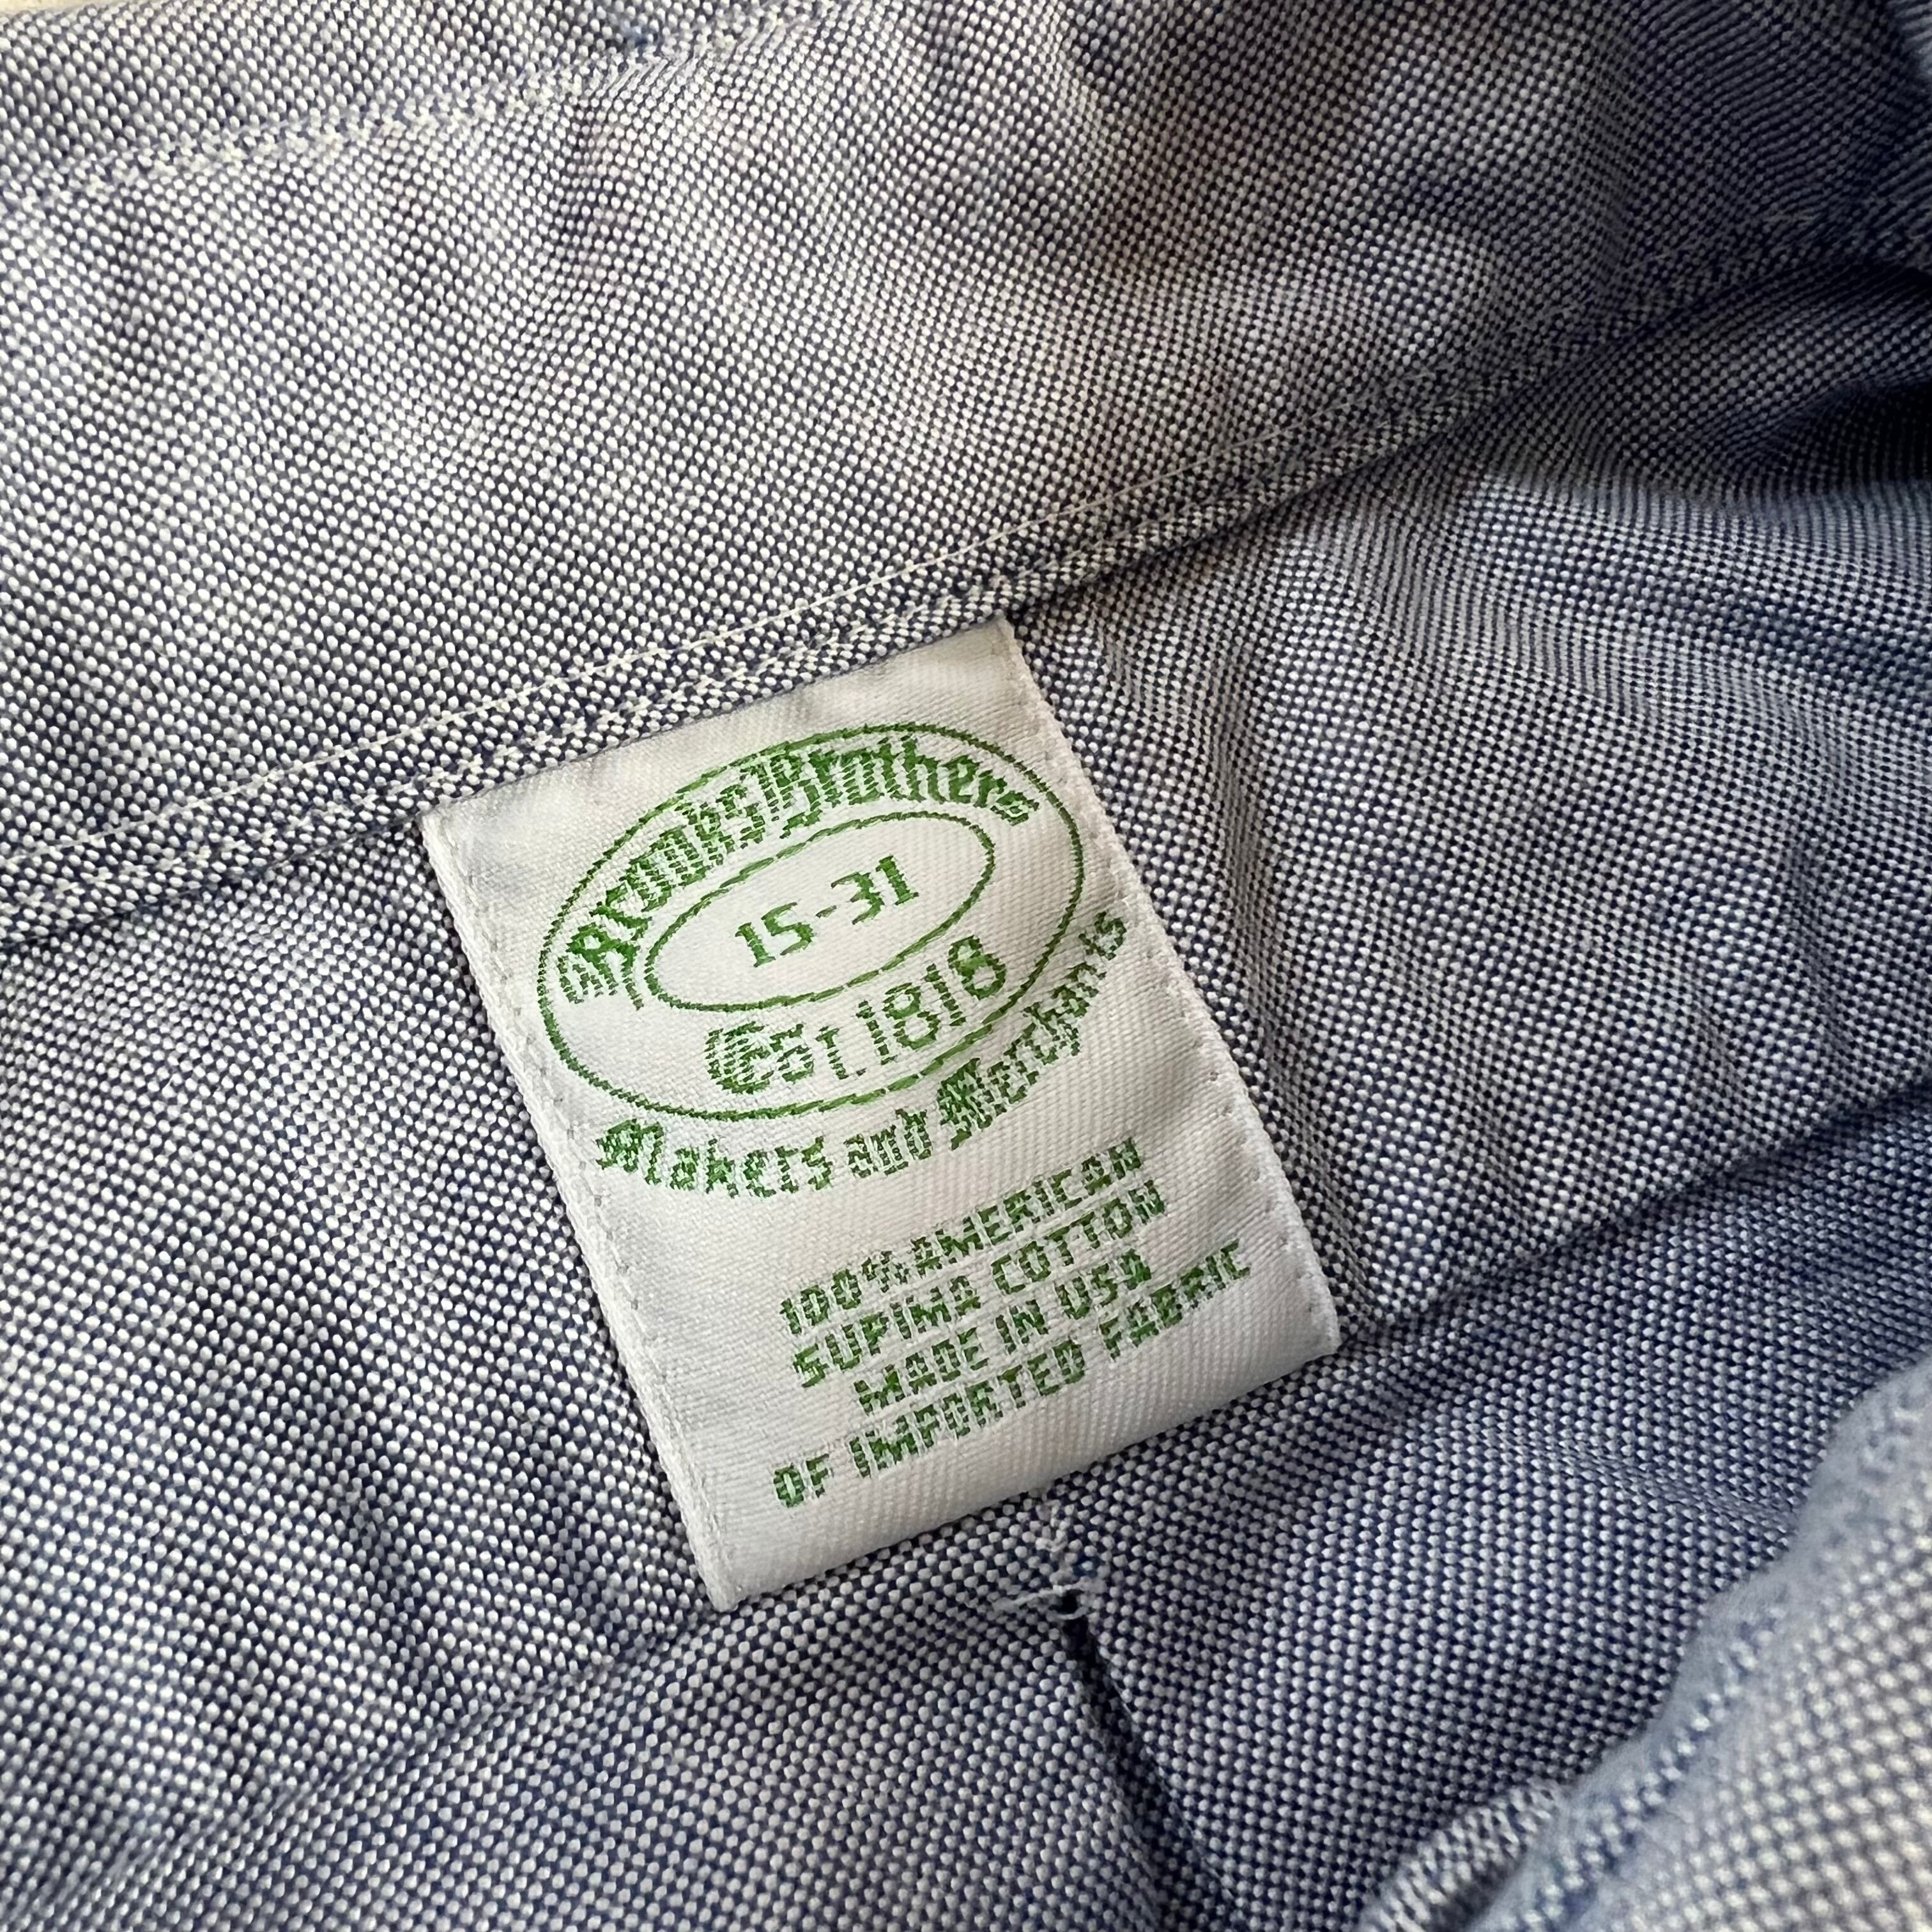 Brooks Brothers
15-31
Est. 1818
Makers and Merchants
100% AMERICAN
SUPIMA COTTON
MADE IN USA
OF IMPORTED FABRIC